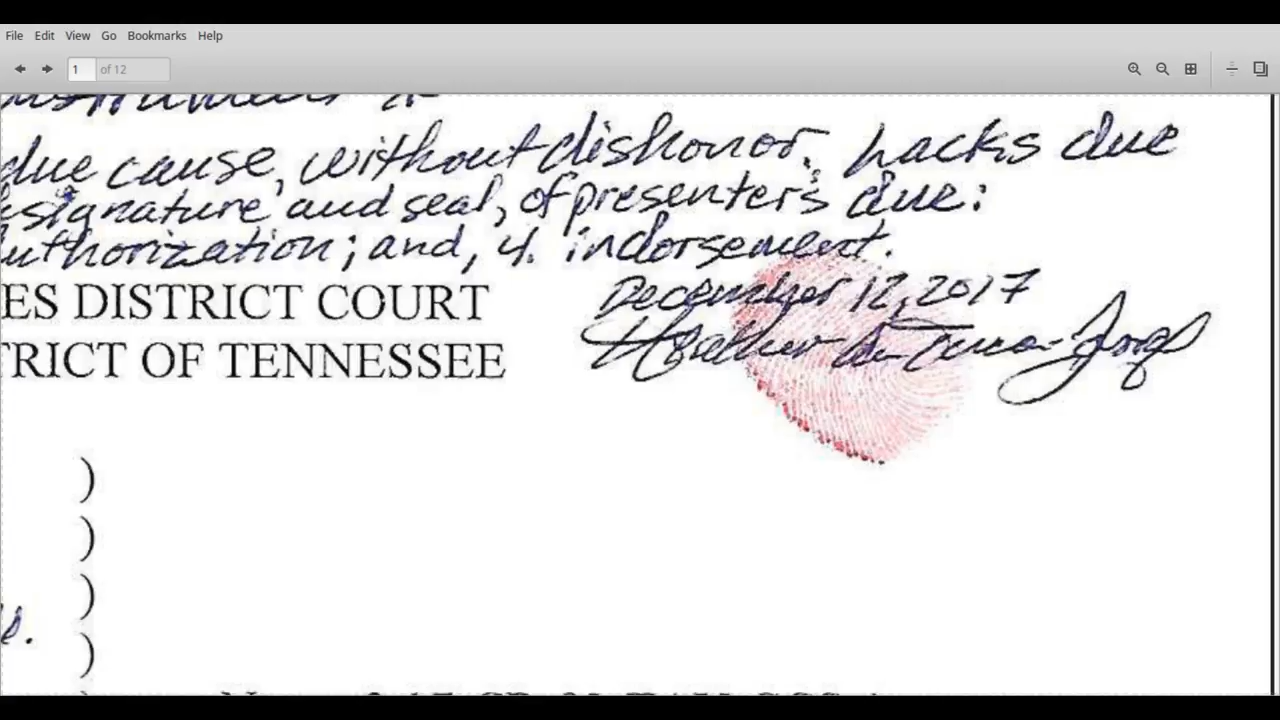 File Edit View Go Bookmarks Help
1 of 12
due cause, without dishonor. Lacks due
signature and seal, of presenter's due:
uthorization; and, 4. indorsement.
ES DISTRICT COURT
December 12, 2017
TRICT OF TENNESSEE
Heather
)
)
)
)